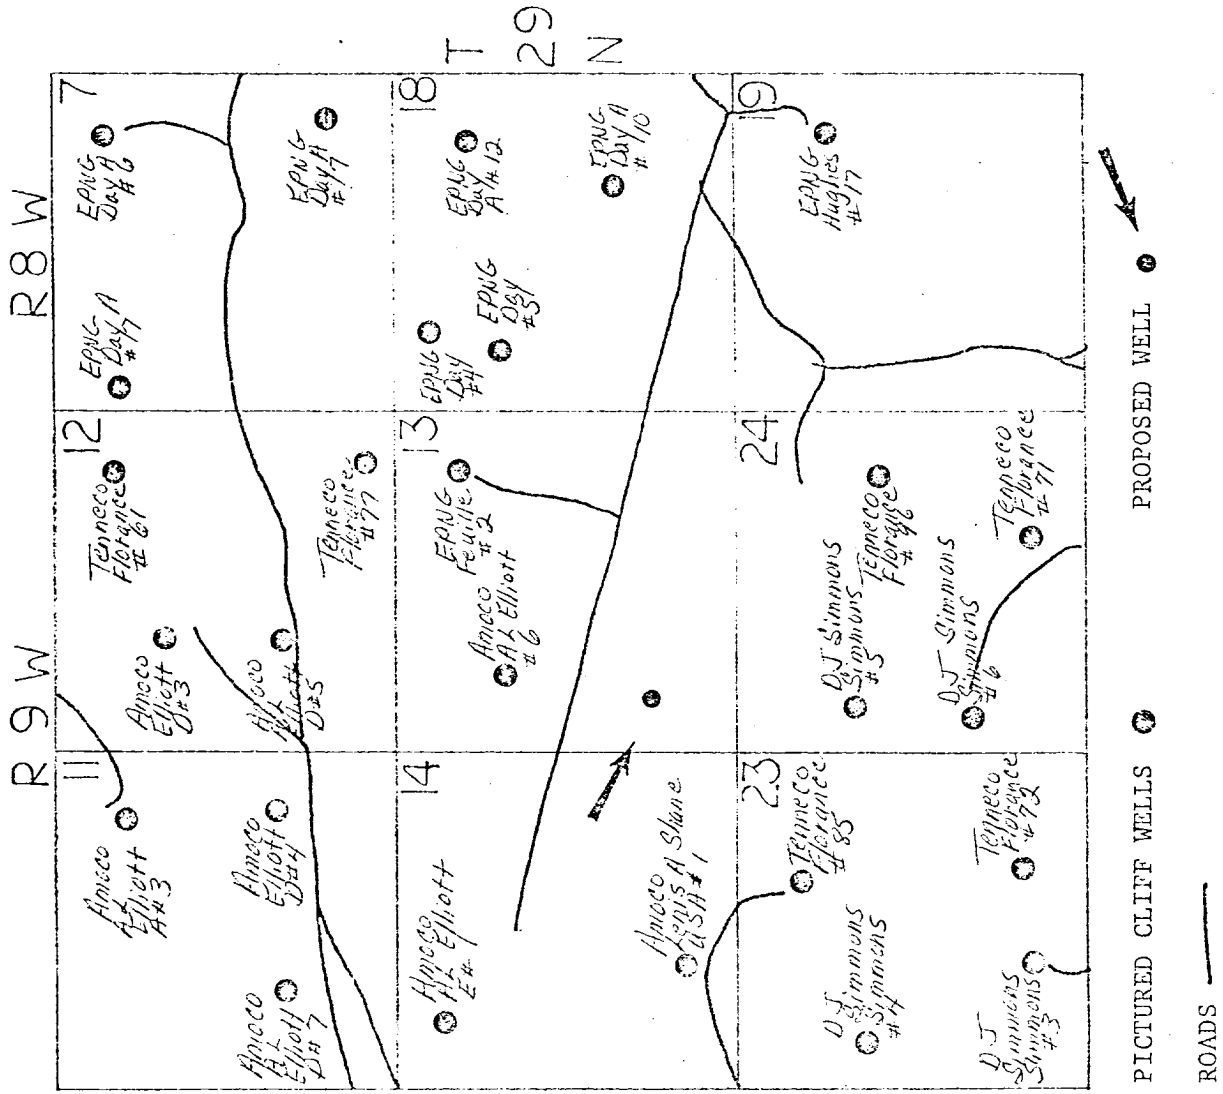 R 9 W
R 8 W
T
29
N
11
Amoco
AL
Elliott
A#3
Amoco
Elliott
D#4
Amoco
AL
Elliott
D#7
12
Tenneco
Florance
#61
Amoco
Elliott
D#3
Amoco
AL
Elliott
D#5
Tenneco
Florance
#77
7
EPNG
Day A
#6
EPNG
Day A
EPNG
Day A
14
Amoco
AL Elliott
E#1
Amoco
A Shane
USA #1
13
EPNG
Feuille
#2
Amoco
AL Elliott
#6
18
EPNG
Day
#4
EPNG
Day
#5
EPNG
Day
A #12
EPNG
Day A
#10
23
Tenneco
Florance
#85
DJ
Simmons
Simmons
#4
Tenneco
Florance
#72
DJ
Simmons
Simmons
#3
24
DJ Simmons
Simmons
#5
Tenneco
Florance
#96
DJ Simmons
Simmons
#6
Tenneco
Florance
#71
19
EPNG
Hughes
#17
PICTURED CLIFF WELLS
PROPOSED WELL
ROADS